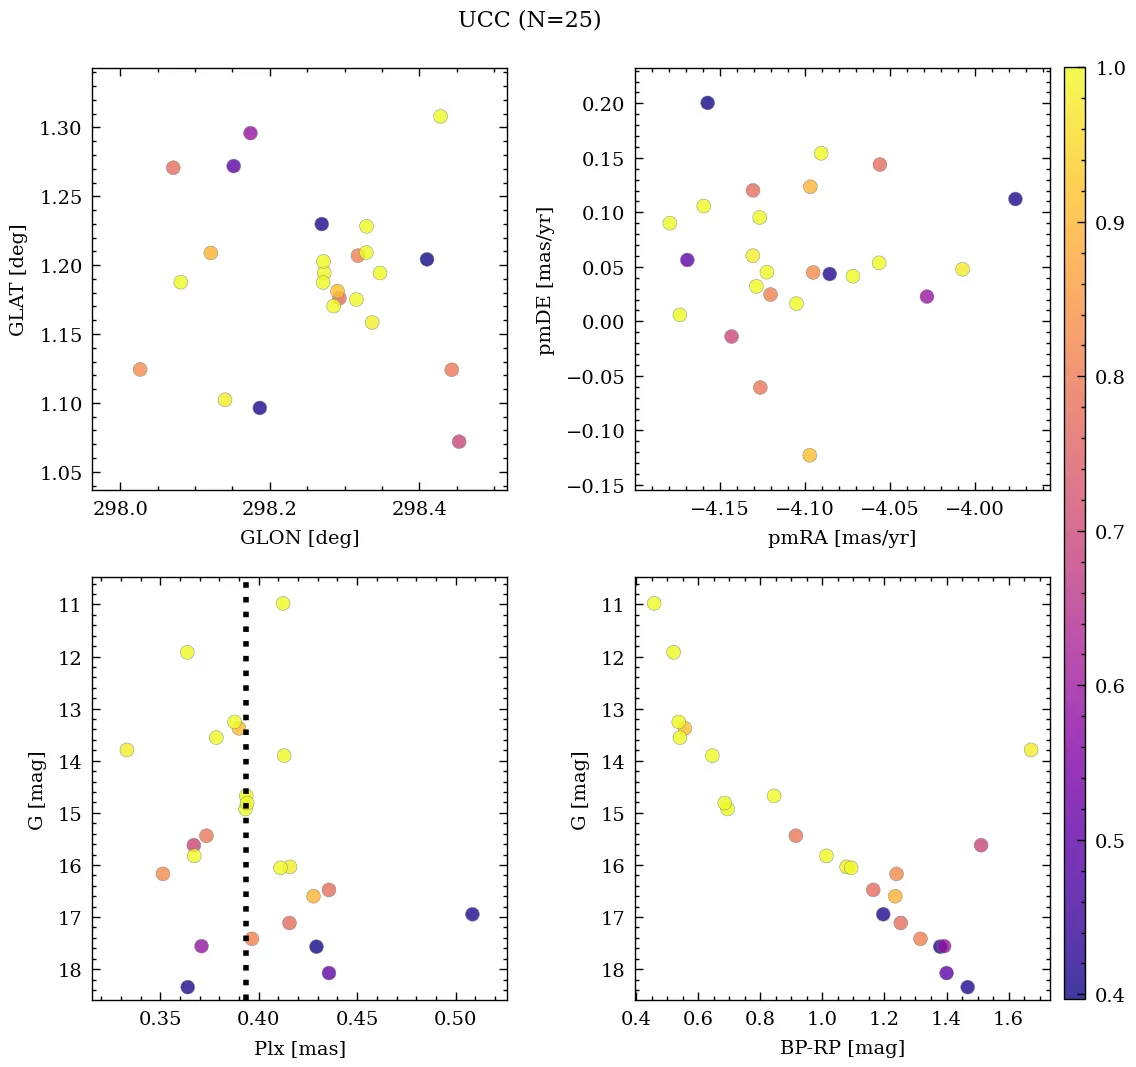 UCC (N=25)
1.30
1.25
1.20
1.15
1.10
1.05
GLAT [deg]
298.0 298.2 298.4
GLON [deg]
0.20
0.15
0.10
0.05
0.00
−0.05
−0.10
−0.15
pmDE [mas/yr]
−4.15 −4.10 −4.05 −4.00
pmRA [mas/yr]
11
12
13
14
15
16
17
18
G [mag]
0.35 0.40 0.45 0.50
Plx [mas]
11
12
13
14
15
16
17
18
G [mag]
0.4 0.6 0.8 1.0 1.2 1.4 1.6
BP-RP [mag]
1.0
0.9
0.8
0.7
0.6
0.5
0.4